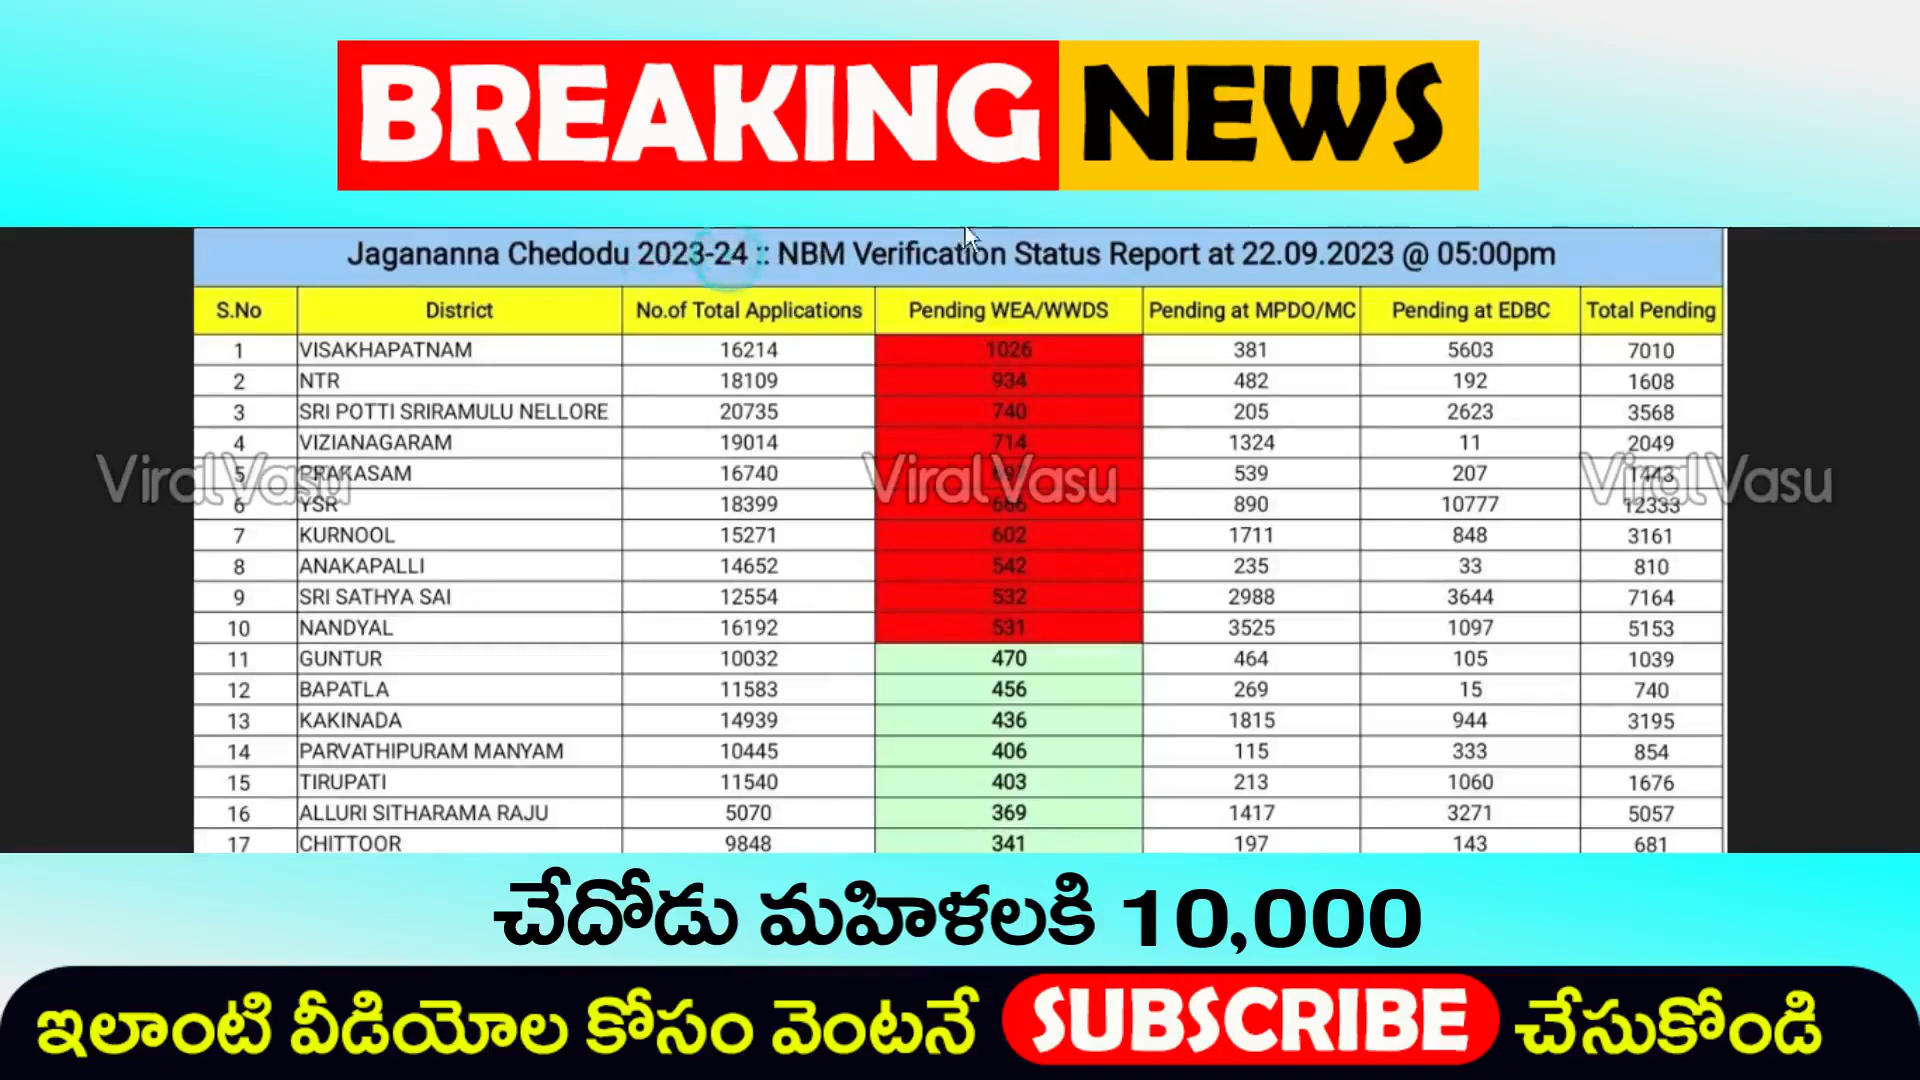 BREAKING NEWS
Jagananna Chedodu 2023-24 :: NBM Verification Status Report at 22.09.2023 @ 05:00pm
S.No District No.of Total Applications Pending WEA/WWDS Pending at MPDO/MC Pending at EDBC Total Pending
1 VISAKHAPATNAM 16214 1026 381 5603 7010
2 NTR 18109 934 482 192 1608
3 SRI POTTI SRIRAMULU NELLORE 20735 740 205 2623 3568
4 VIZIANAGARAM 19014 714 1324 11 2049
5 PRAKASAM 16740 539 207 1443
ViralVasu ViralVasu ViralVasu
6 YSR 18399 666 890 10777 12333
7 KURNOOL 15271 602 1711 848 3161
8 ANAKAPALLI 14652 542 235 33 810
9 SRI SATHYA SAI 12554 532 2988 3644 7164
10 NANDYAL 16192 531 3525 1097 5153
11 GUNTUR 10032 470 464 105 1039
12 BAPATLA 11583 456 269 15 740
13 KAKINADA 14939 436 1815 944 3195
14 PARVATHIPURAM MANYAM 10445 406 115 333 854
15 TIRUPATI 11540 403 213 1060 1676
16 ALLURI SITHARAMA RAJU 5070 369 1417 3271 5057
17 CHITTOOR 9848 341 197 143 681
చేదోడు మహిళలకి 10,000
ఇలాంటి వీడియోల కోసం వెంటనే SUBSCRIBE చేసుకోండి